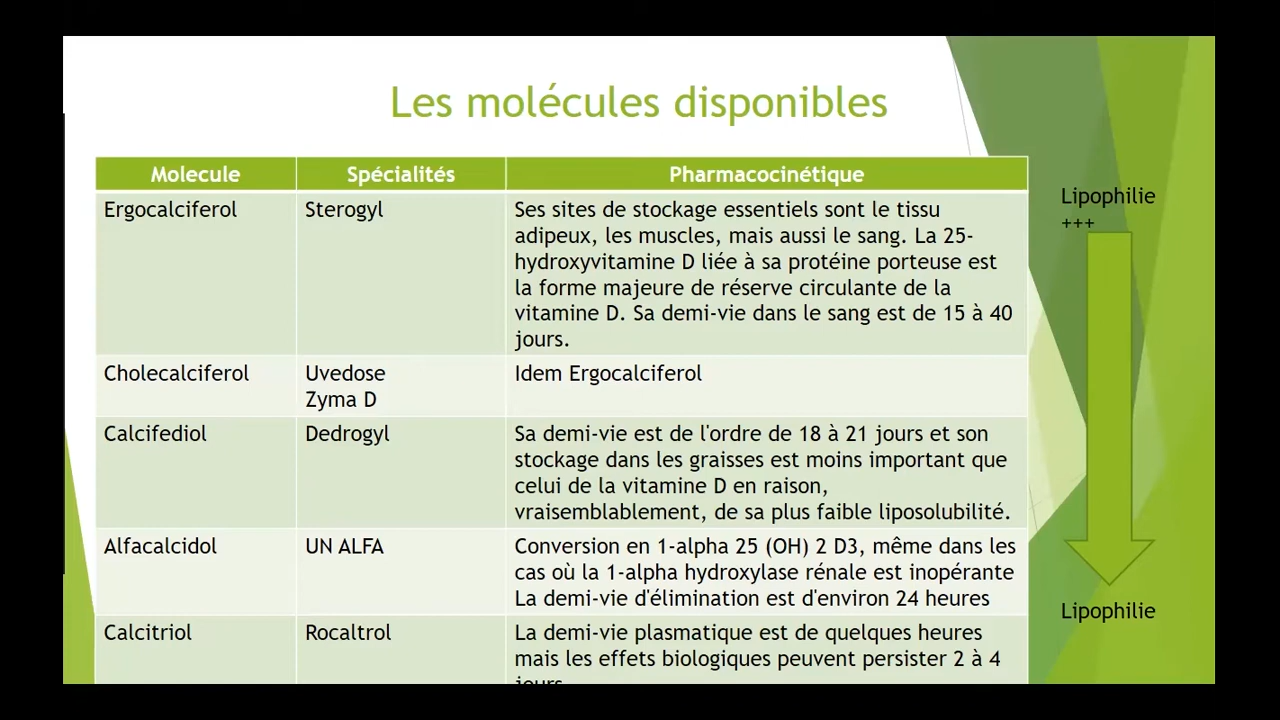 Les molécules disponibles
Molecule Spécialités Pharmacocinétique
Ergocalciferol Sterogyl Ses sites de stockage essentiels sont le tissu
adipeux, les muscles, mais aussi le sang. La 25-
hydroxyvitamine D liée à sa protéine porteuse est
la forme majeure de réserve circulante de la
vitamine D. Sa demi-vie dans le sang est de 15 à 40
jours.
Cholecalciferol Uvedose Idem Ergocalciferol
Zyma D
Calcifediol Dedrogyl Sa demi-vie est de l'ordre de 18 à 21 jours et son
stockage dans les graisses est moins important que
celui de la vitamine D en raison,
vraisemblablement, de sa plus faible liposolubilité.
Alfacalcidol UN ALFA Conversion en 1-alpha 25 (OH) 2 D3, même dans les
cas où la 1-alpha hydroxylase rénale est inopérante
La demi-vie d'élimination est d'environ 24 heures
Calcitriol Rocaltrol La demi-vie plasmatique est de quelques heures
mais les effets biologiques peuvent persister 2 à 4
jours
Lipophilie
+++
Lipophilie